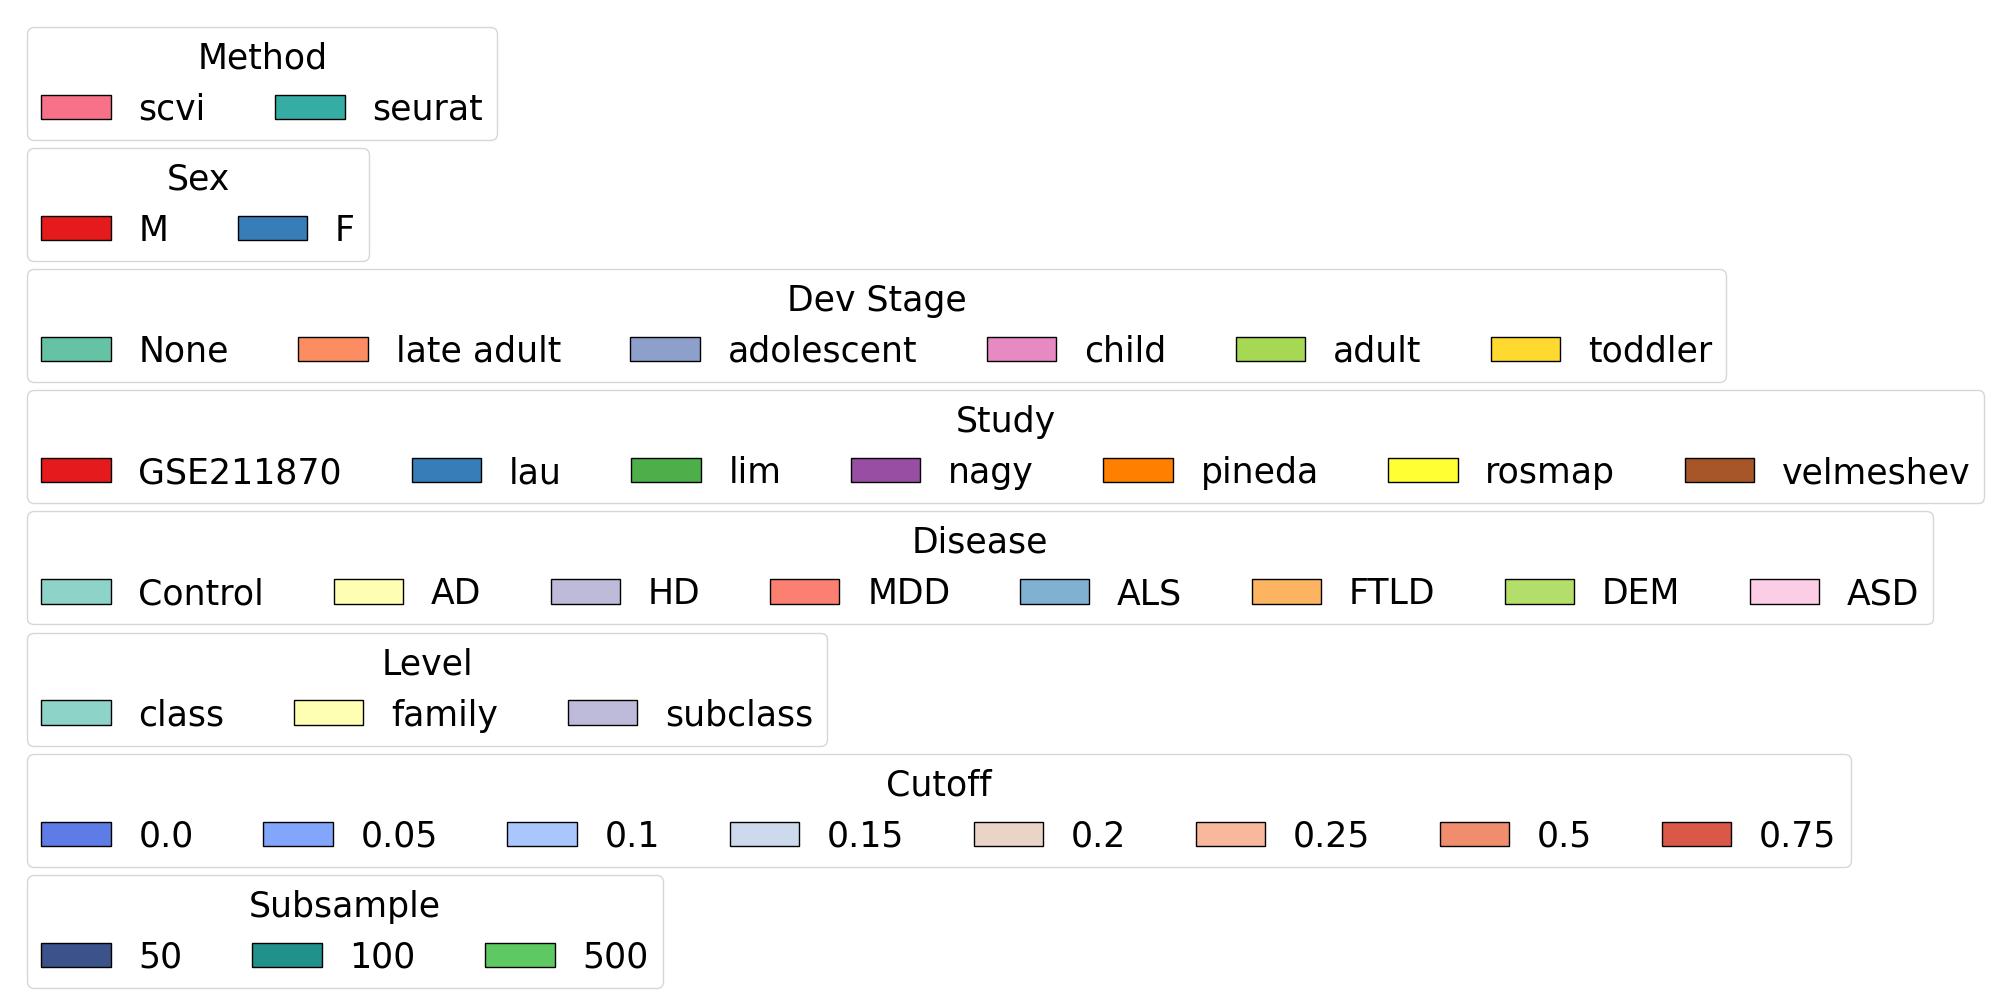 Method
scvi seurat
Sex
M F
Dev Stage
None late adult adolescent child adult toddler
Study
GSE211870 lau lim nagy pineda rosmap velmeshev
Disease
Control AD HD MDD ALS FTLD DEM ASD
Level
class family subclass
Cutoff
0.0 0.05 0.1 0.15 0.2 0.25 0.5 0.75
Subsample
50 100 500